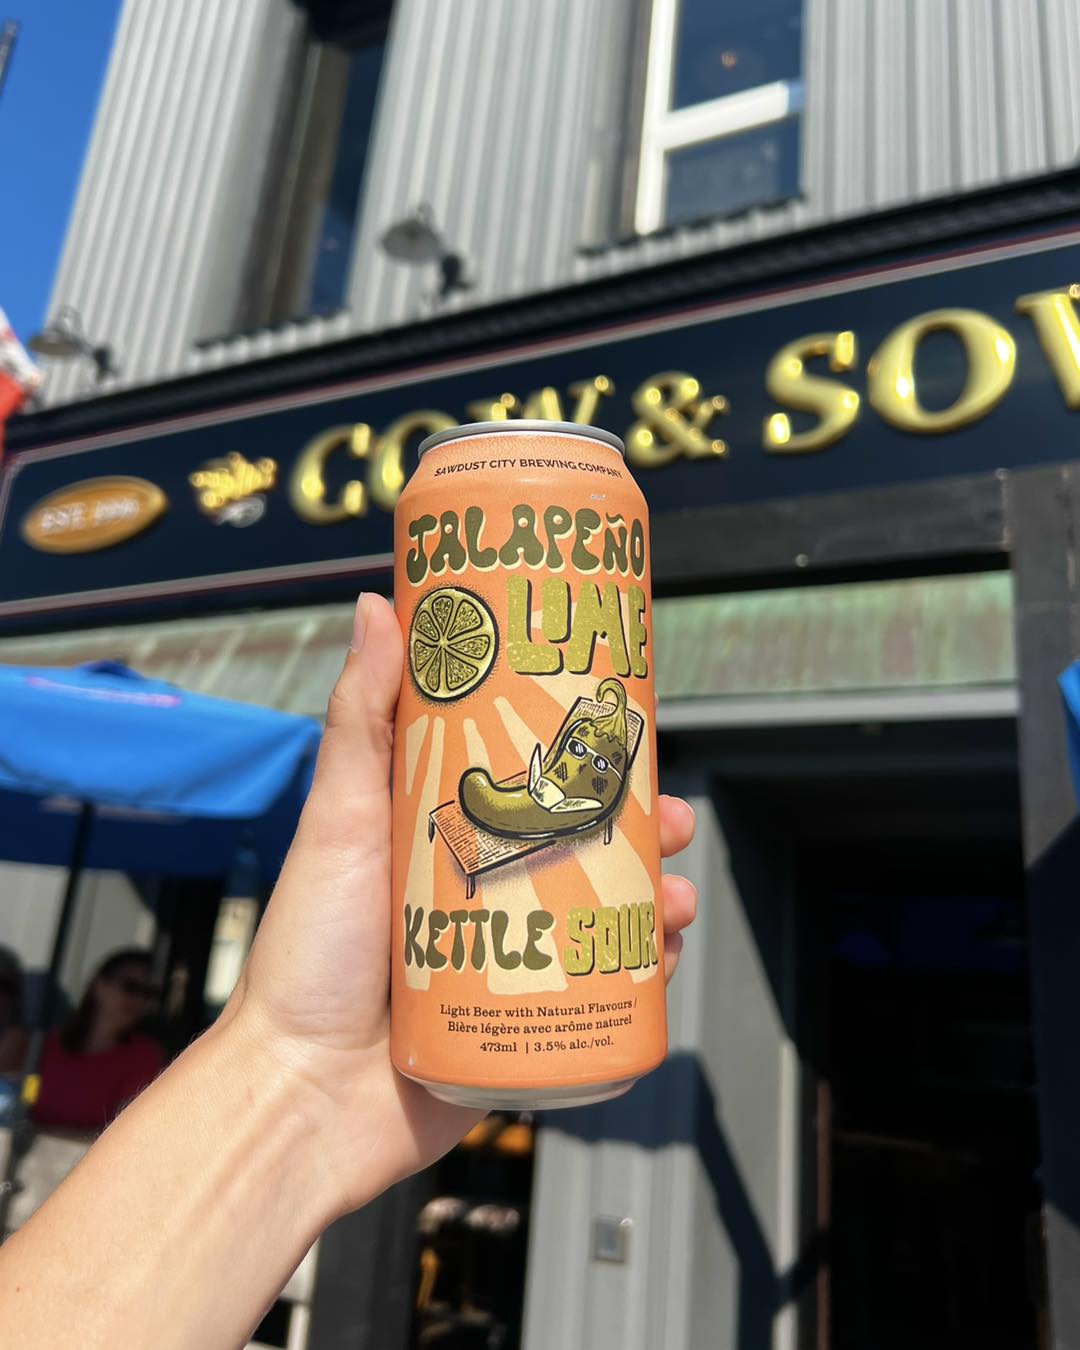 COW & SOW
SAWDUST CITY BREWING COMPANY
JALAPEÑO
LIME
KETTLE SOUR
Light Beer with Natural Flavours /
Bière légère avec arôme naturel
473ml | 3.5% alc./vol.